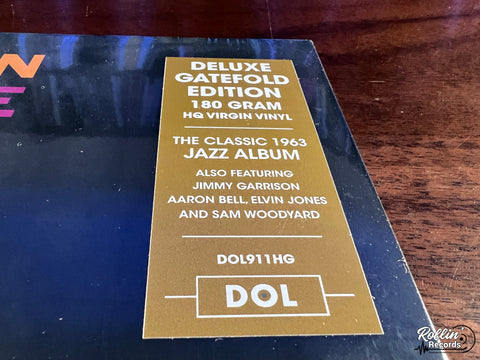 N
E
DELUXE
GATEFOLD
EDITION
180 GRAM
HQ VIRGIN VINYL
THE CLASSIC 1963
JAZZ ALBUM
ALSO FEATURING
JIMMY GARRISON
AARON BELL, ELVIN JONES
AND SAM WOODYARD
DOL911HG
DOL
Rollin'
Records